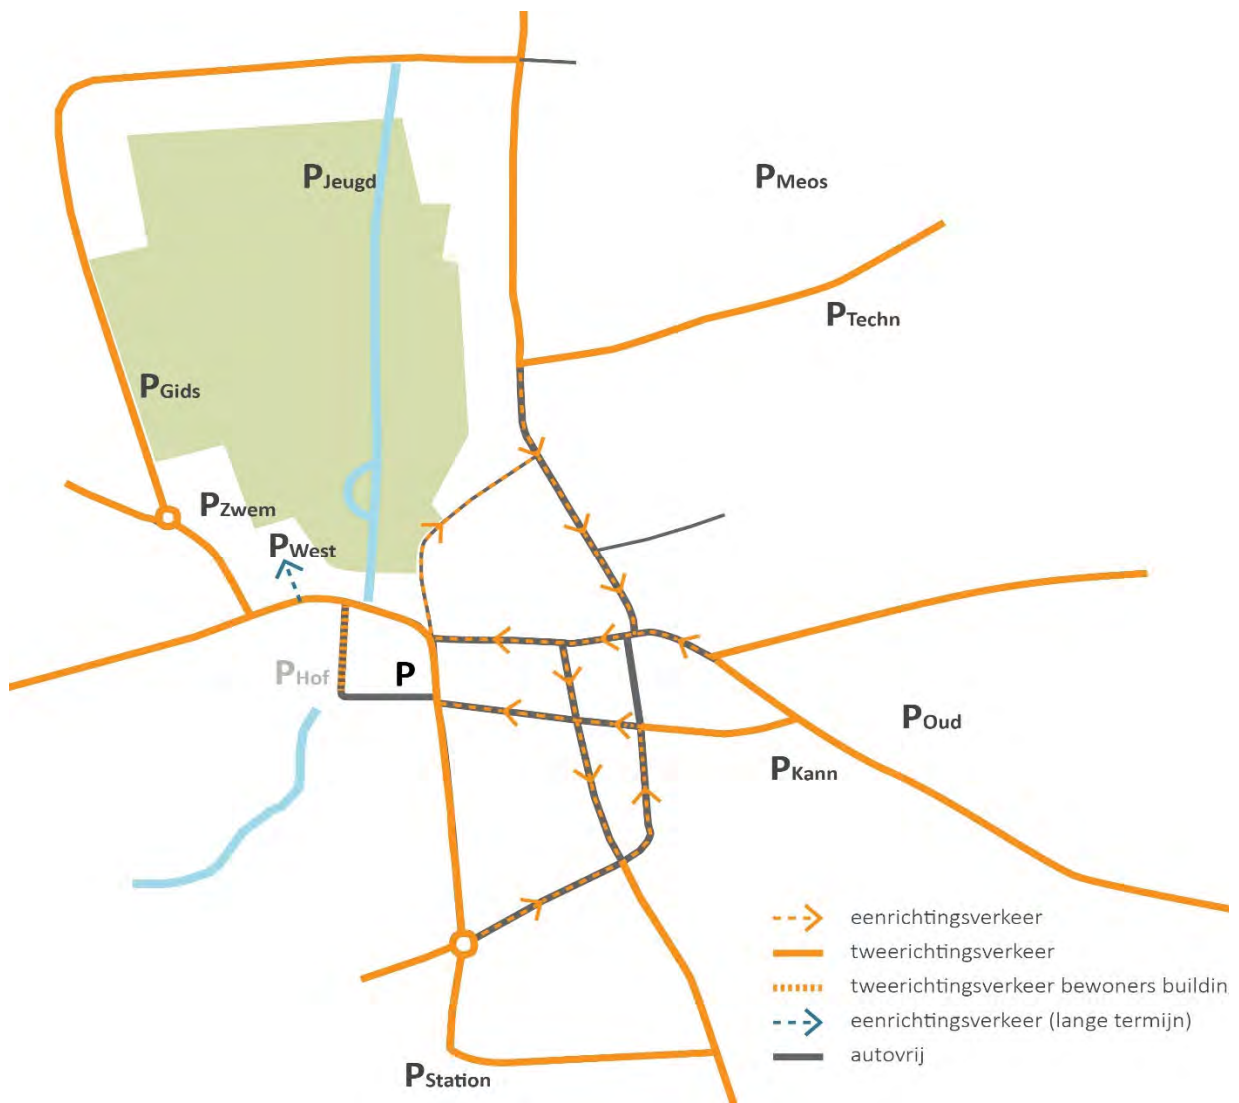 PJeugd
PMeos
PTechn
PGids
PZwem
PWest
PHof
P
POud
PKann
PStation
eenrichtingsverkeer
tweerichtingsverkeer
tweerichtingsverkeer bewoners buildin
eenrichtingsverkeer (lange termijn)
autovrij